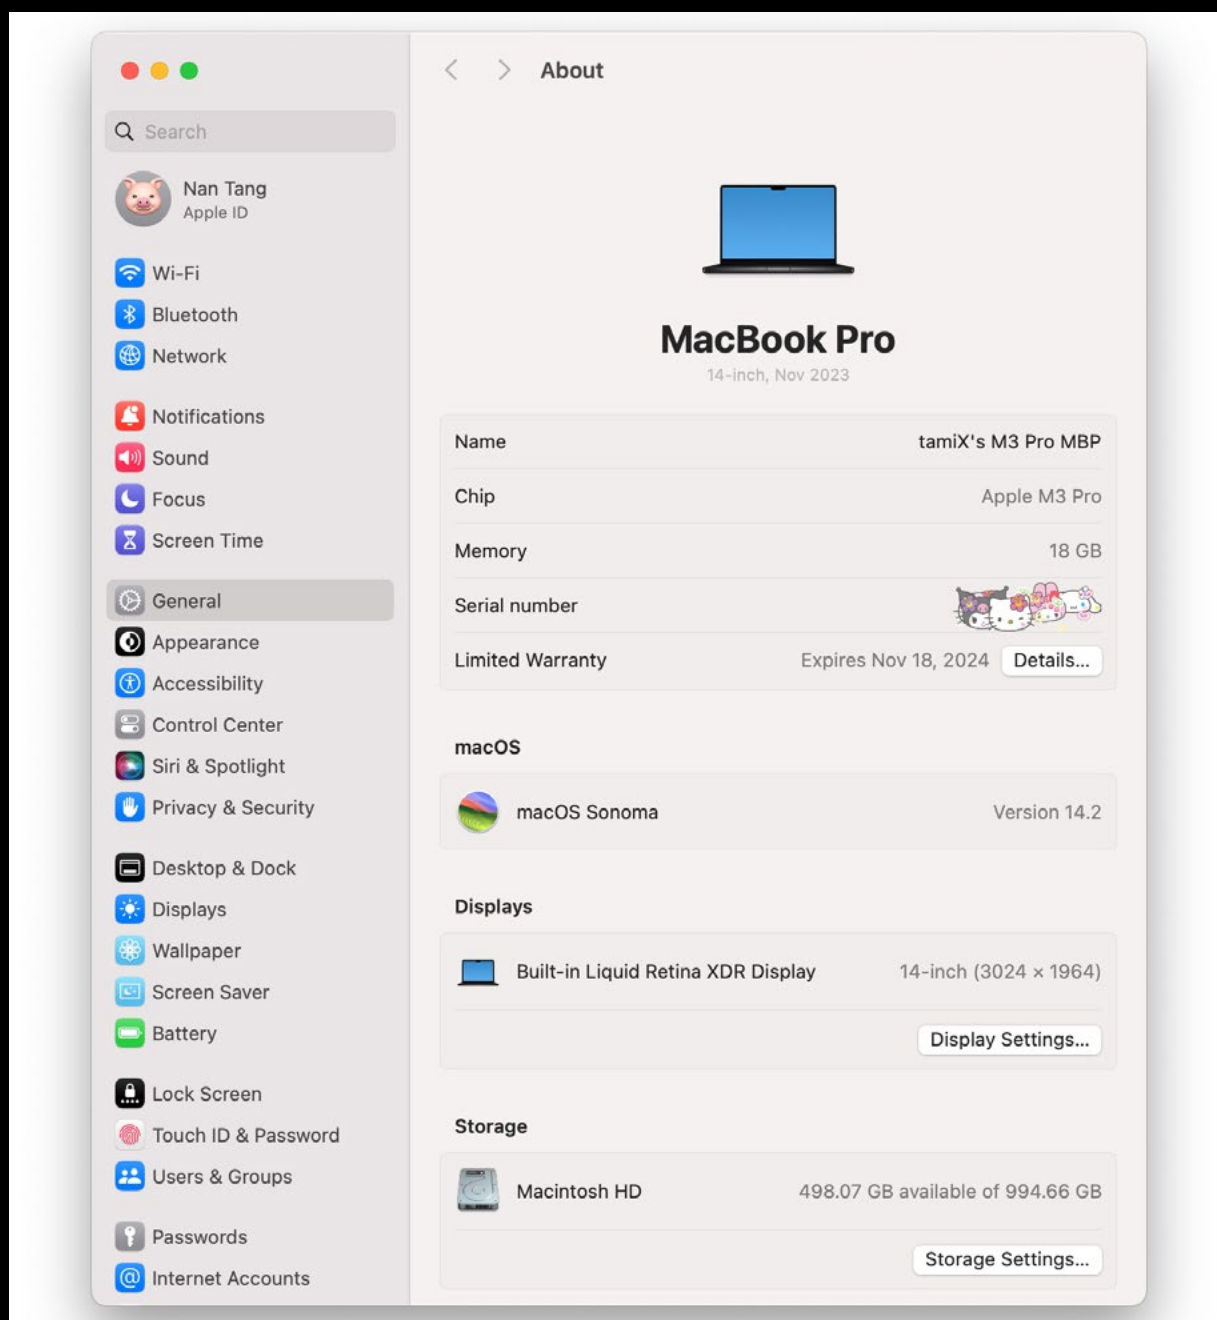 About
Search
Nan Tang
Apple ID
Wi-Fi
Bluetooth
Network
Notifications
Sound
Focus
Screen Time
General
Appearance
Accessibility
Control Center
Siri & Spotlight
Privacy & Security
Desktop & Dock
Displays
Wallpaper
Screen Saver
Battery
Lock Screen
Touch ID & Password
Users & Groups
Passwords
Internet Accounts
MacBook Pro
14-inch, Nov 2023
Name tamiX's M3 Pro MBP
Chip Apple M3 Pro
Memory 18 GB
Serial number
Limited Warranty Expires Nov 18, 2024 Details...
macOS
macOS Sonoma Version 14.2
Displays
Built-in Liquid Retina XDR Display 14-inch (3024 × 1964)
Display Settings...
Storage
Macintosh HD 498.07 GB available of 994.66 GB
Storage Settings...